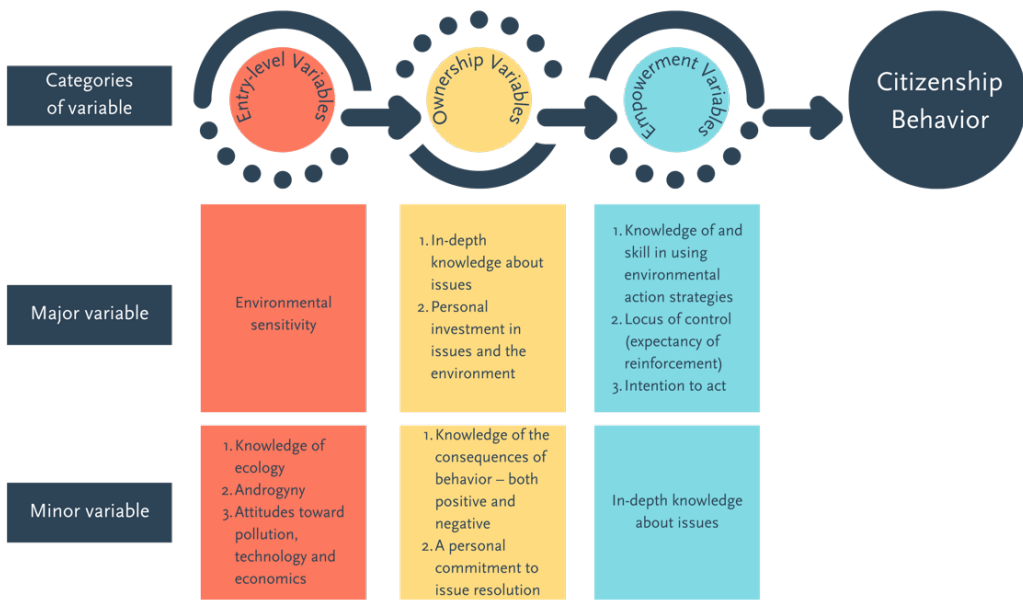 Categories
of variable
Entry-level Variables
Ownership Variables
Empowerment Variables
Citizenship
Behavior
Major variable
Environmental
sensitivity
1. In-depth
knowledge about
issues
2. Personal
investment in
issues and the
environment
1. Knowledge of and
skill in using
environmental
action strategies
2. Locus of control
(expectancy of
reinforcement)
3. Intention to act
Minor variable
1. Knowledge of
ecology
2. Androgyny
3. Attitudes toward
pollution,
technology and
economics
1. Knowledge of the
consequences of
behavior – both
positive and
negative
2. A personal
commitment to
issue resolution
In-depth knowledge
about issues